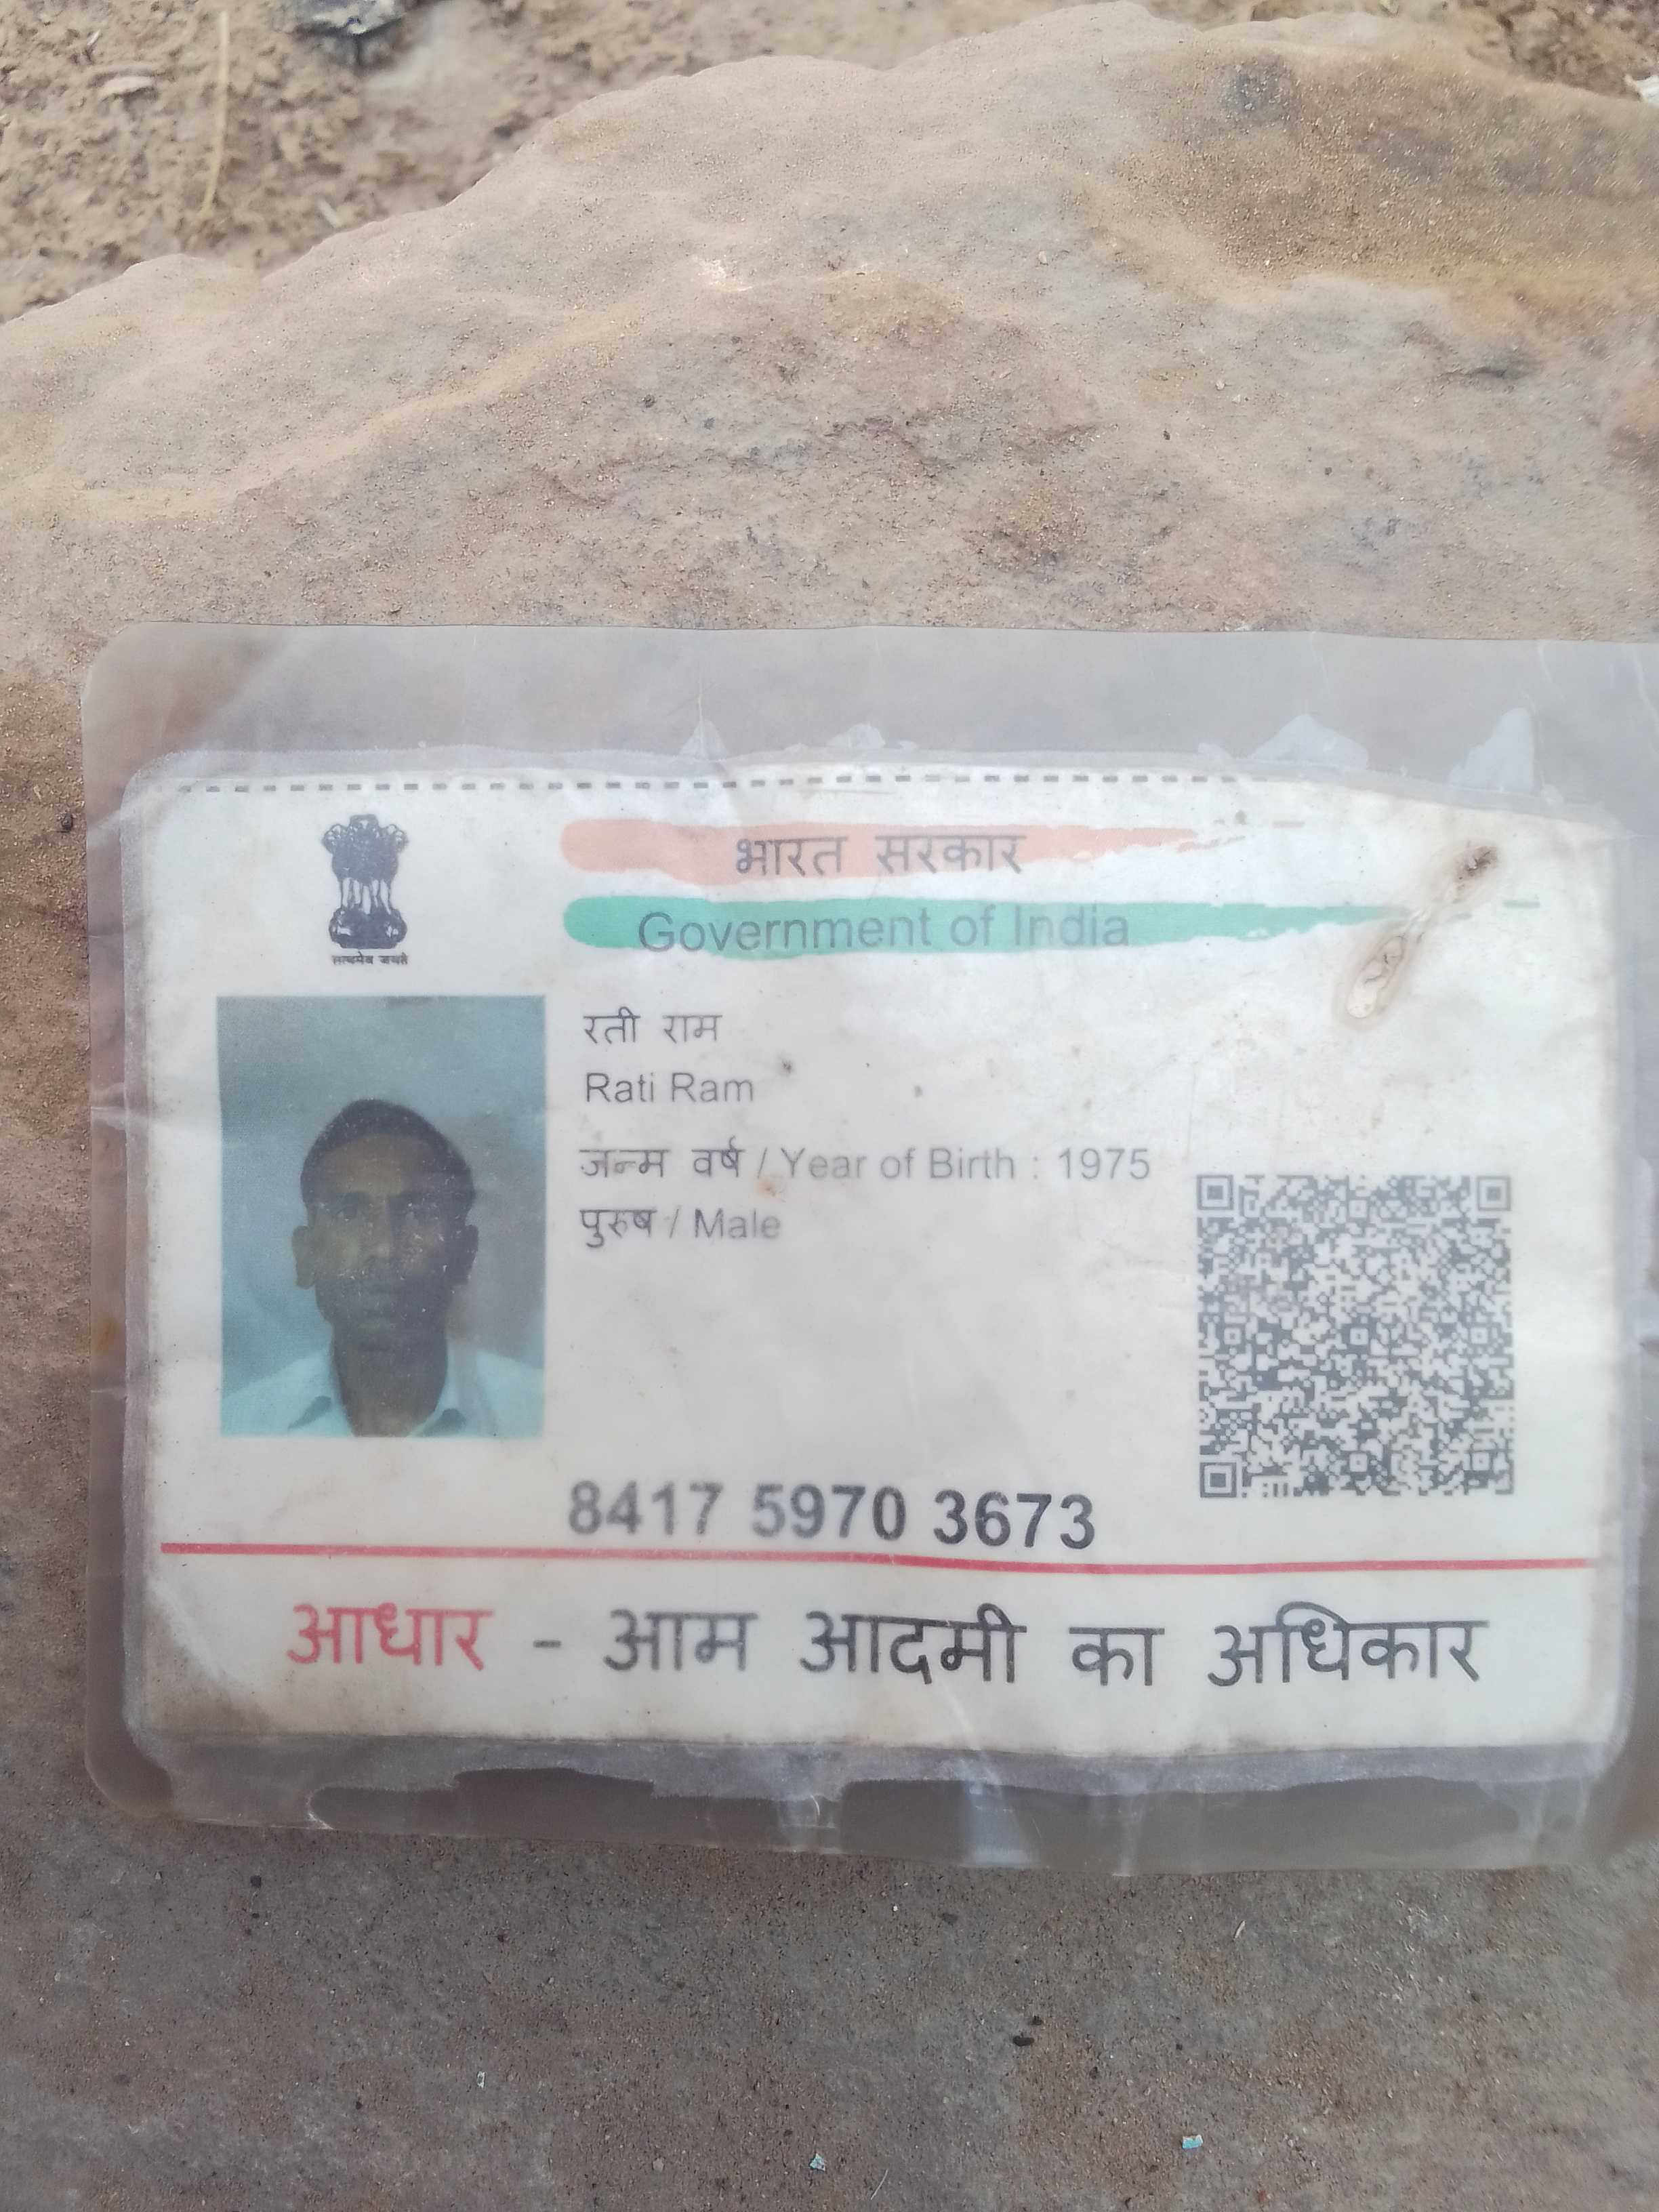 भारत सरकार
Government of India
सत्यमेव जयते
रती राम
Rati Ram
जन्म वर्ष / Year of Birth : 1975
पुरुष / Male
8417 5970 3673
आधार - आम आदमी का अधिकार